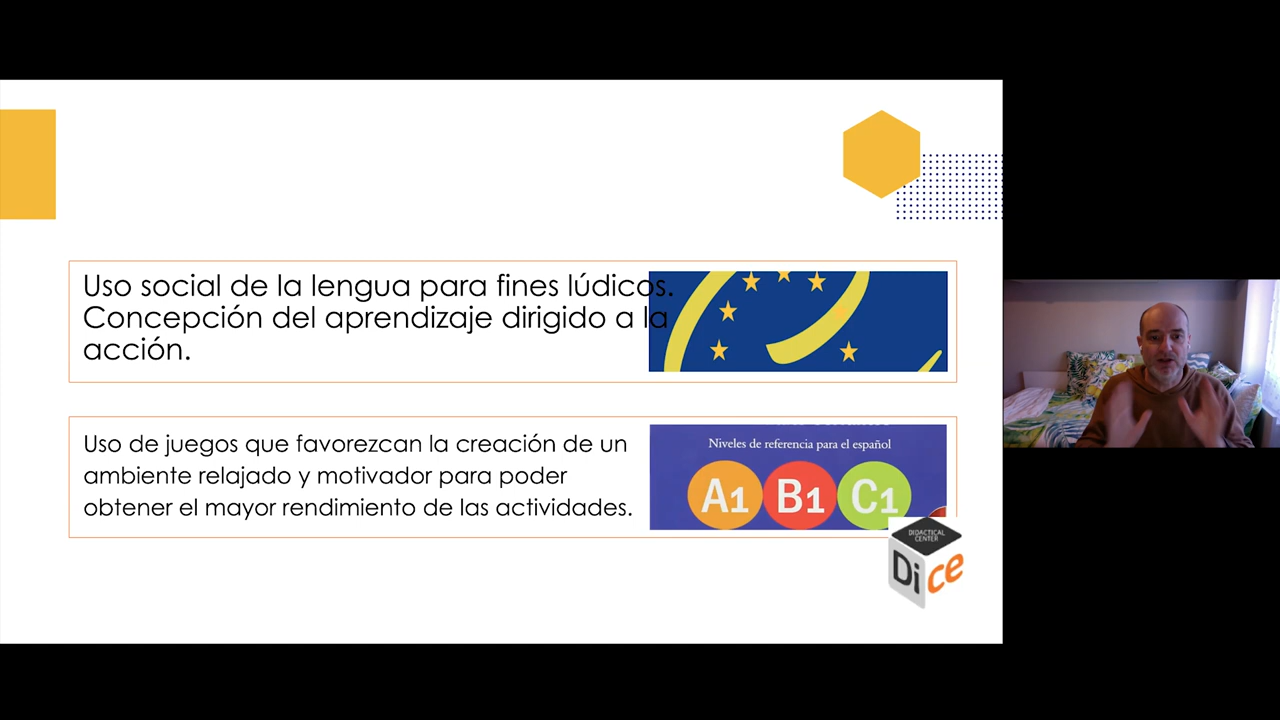 Uso social de la lengua para fines lúdicos.
Concepción del aprendizaje dirigido a la
acción.
Uso de juegos que favorezcan la creación de un
ambiente relajado y motivador para poder
obtener el mayor rendimiento de las actividades.
Niveles de referencia para el español
A1 B1 C1
DIDACTICAL
CENTER
Dice